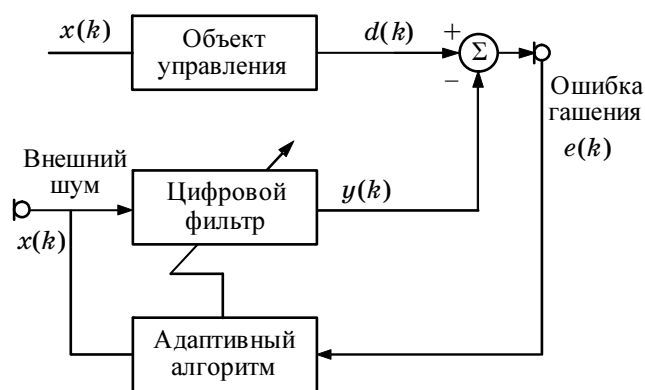 x(k)
Объект
управления
d(k)
+
Σ
−
Ошибка
гашения
e(k)
Внешний
шум
x(k)
Цифровой
фильтр
y(k)
Адаптивный
алгоритм